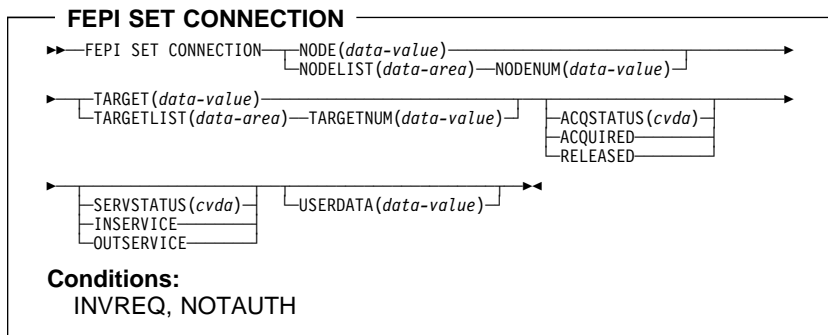 FEPI SET CONNECTION
FEPI SET CONNECTION NODE(data-value)
NODELIST(data-area) NODENUM(data-value)
TARGET(data-value)
TARGETLIST(data-area) TARGETNUM(data-value) ACQSTATUS(cvda)
ACQUIRED
RELEASED
SERVSTATUS(cvda) USERDATA(data-value)
INSERVICE
OUTSERVICE
Conditions:
INVREQ, NOTAUTH